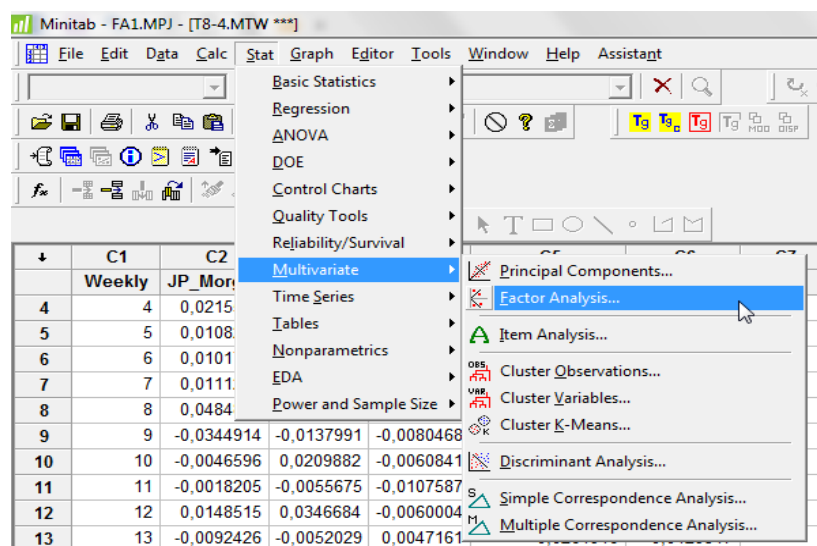 Minitab - FA1.MPJ - [T8-4.MTW ***]
File Edit Data Calc Stat Graph Editor Tools Window Help Assistant
Basic Statistics
Regression
ANOVA
DOE
Control Charts
Quality Tools
Reliability/Survival
Multivariate
Time Series
Tables
Nonparametrics
EDA
Power and Sample Size
Principal Components...
Factor Analysis...
Item Analysis...
Cluster Observations...
Cluster Variables...
Cluster K-Means...
Discriminant Analysis...
Simple Correspondence Analysis...
Multiple Correspondence Analysis...
C1 C2
Weekly JP_Morg
4 4 0,0215
5 5 0,0108
6 6 0,0101
7 7 0,0111
8 8 0,0484
9 9 -0,0344914 -0,0137991 -0,0080468
10 10 -0,0046596 0,0209882 -0,0060841
11 11 -0,0018205 -0,0055675 -0,0107587
12 12 0,0148515 0,0346684 -0,0060004
13 13 -0,0092426 -0,0052029 0,0047161